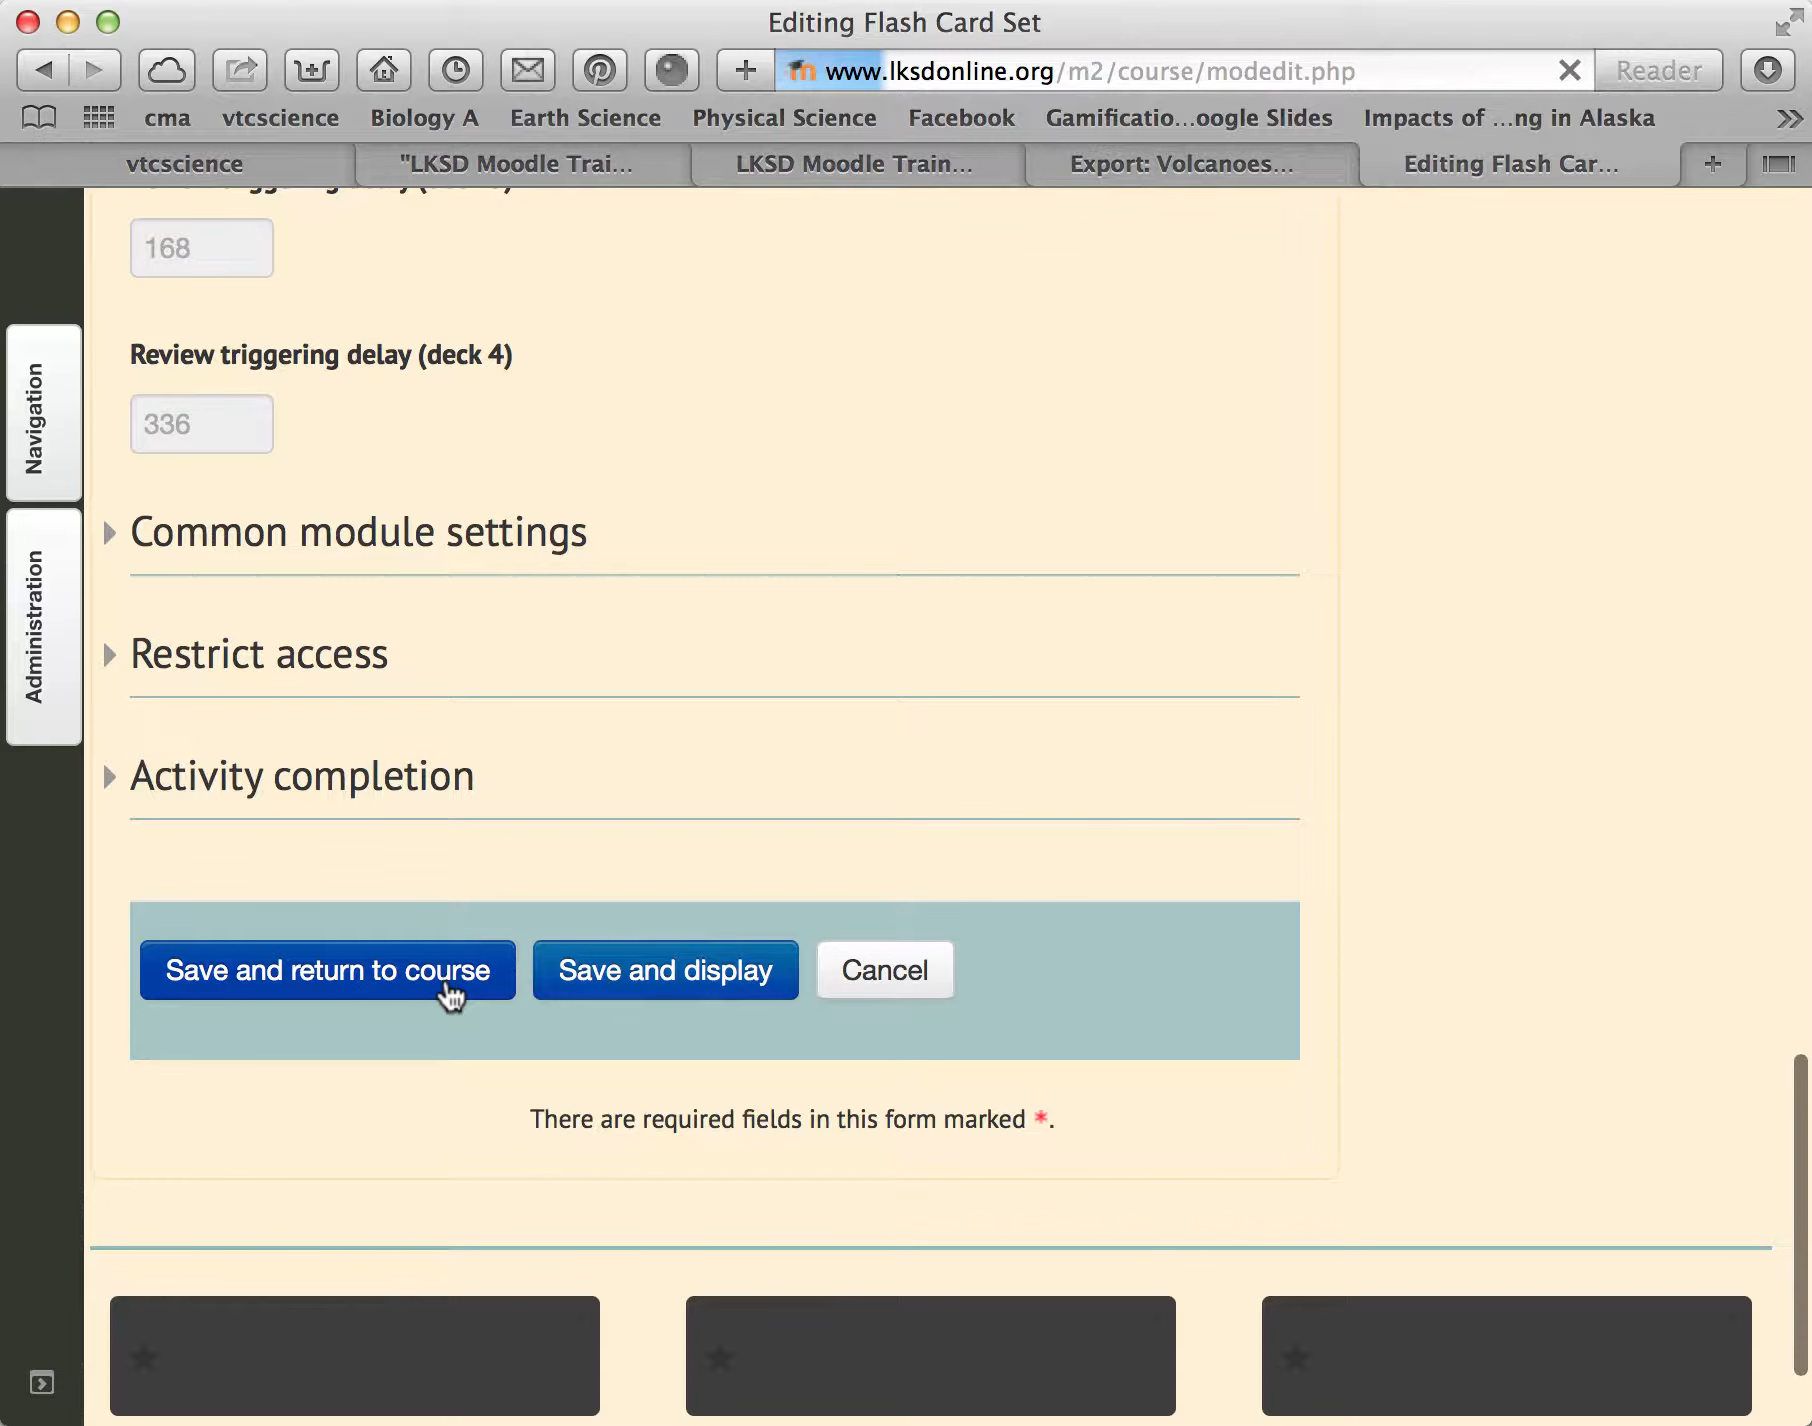 Editing Flash Card Set
www.lksdonline.org/m2/course/modedit.php
Reader
cma vtcscience Biology A Earth Science Physical Science Facebook Gamificatio...oogle Slides Impacts of ...ng in Alaska
vtcscience "LKSD Moodle Trai... LKSD Moodle Train... Export: Volcanoes... Editing Flash Car...
168
Review triggering delay (deck 4)
336
Navigation
Common module settings
Administration
Restrict access
Activity completion
Save and return to course Save and display Cancel
There are required fields in this form marked *.